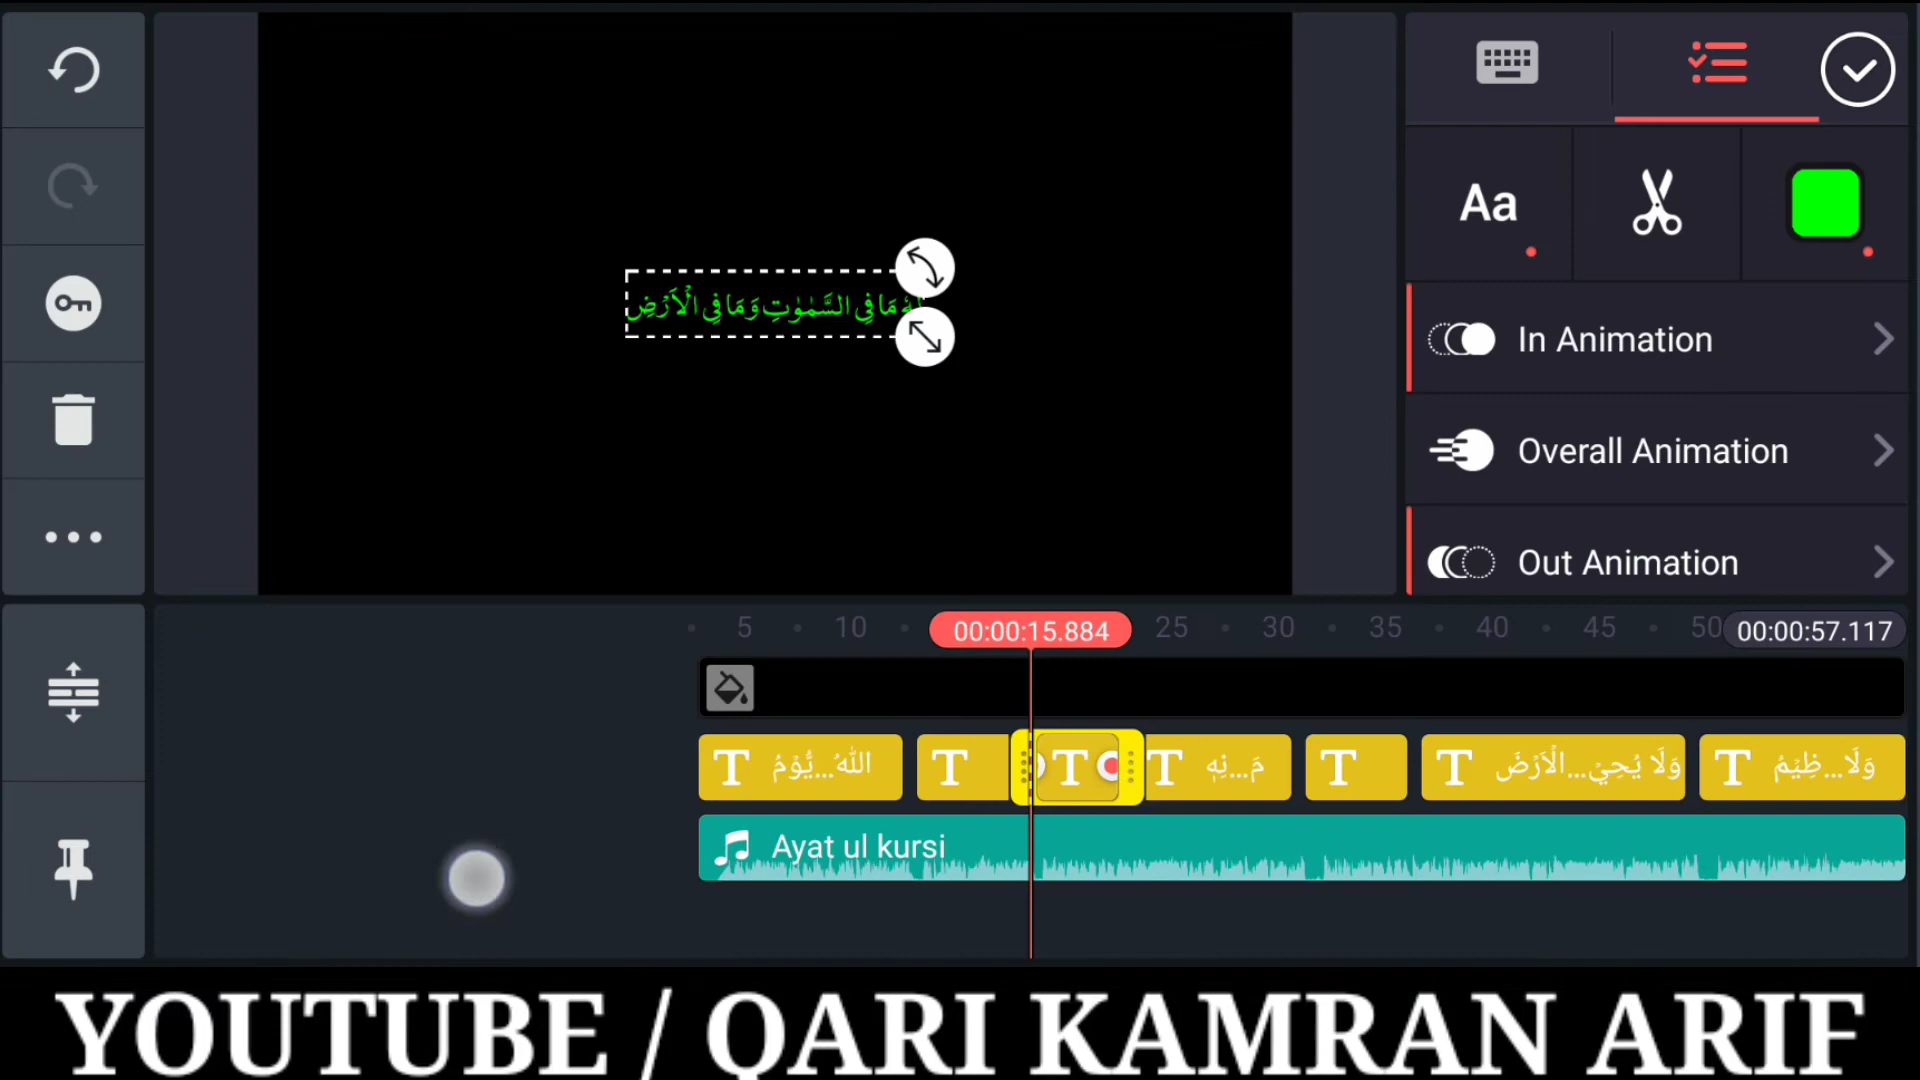 Aa
لَهٗ مَا فِی السَّمٰوٰتِ وَمَا فِی الْاَرْضِ
In Animation
Overall Animation
Out Animation
5 10 00:00:15.884 25 30 35 40 45 50 00:00:57.117
T اللهُ...يُّوْمُ T T T مَ...نِهٖ T T وَلَا يُحِيْ...الْاَرْضَ T وَلَا...ظِيْمُ
Ayat ul kursi
YOUTUBE / QARI KAMRAN ARIF